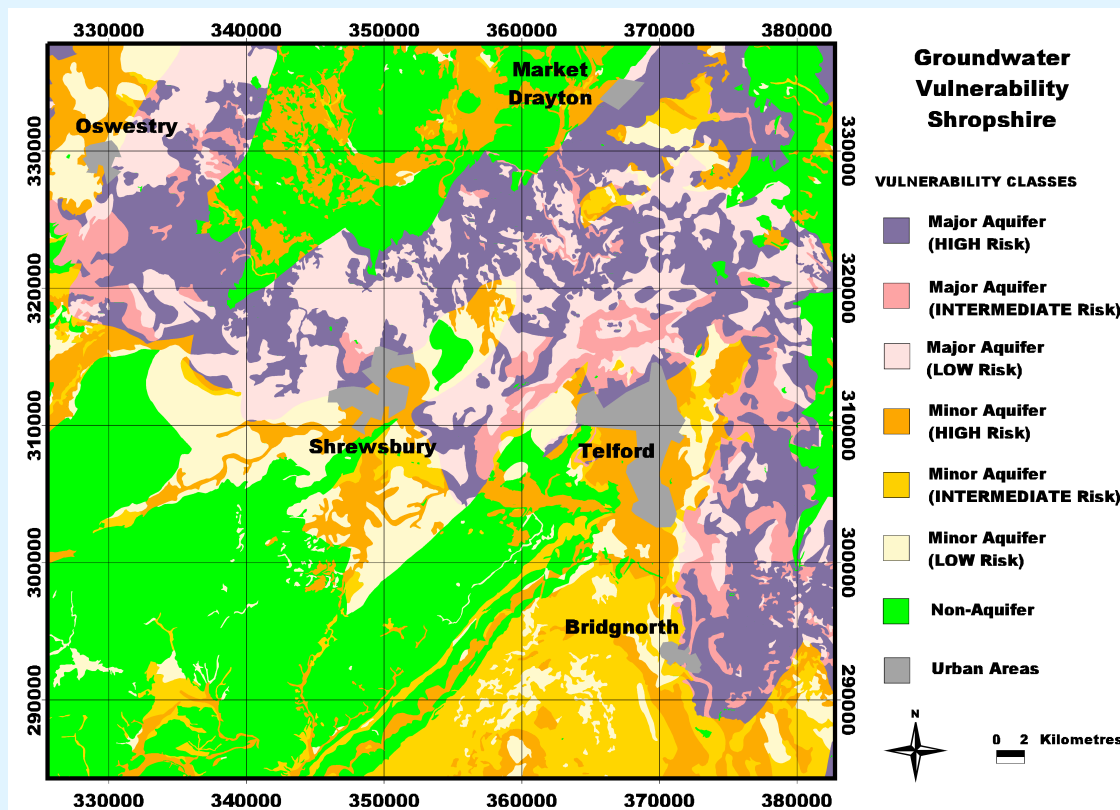 Groundwater
Vulnerability
Shropshire
330000 340000 350000 360000 370000 380000
Market
Drayton
Oswestry
330000
330000
320000
320000
310000
310000
Shrewsbury
Telford
300000
300000
Bridgnorth
290000
290000
330000 340000 350000 360000 370000 380000
VULNERABILITY CLASSES
Major Aquifer
(HIGH Risk)
Major Aquifer
(INTERMEDIATE Risk)
Major Aquifer
(LOW Risk)
Minor Aquifer
(HIGH Risk)
Minor Aquifer
(INTERMEDIATE Risk)
Minor Aquifer
(LOW Risk)
Non-Aquifer
Urban Areas
N
0 2 Kilometres